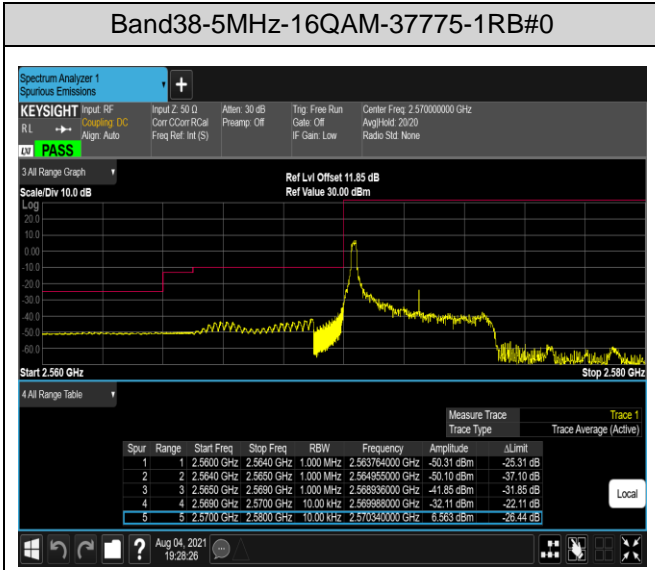 Band38-5MHz-16QAM-37775-1RB#0
Spectrum Analyzer 1
Spurious Emissions
+
KEYSIGHT Input: RF Input Z: 50 Ω Atten: 30 dB Trig: Free Run Center Freq: 2.570000000 GHz
R L Coupling: DC Corr CCorr RCal Preamp: Off Gate: Off Avg|Hold: 20/20
Align: Auto Freq Ref: Int (S) IF Gain: Low Radio Std: None
LXI PASS
3 All Range Graph
Ref Lvl Offset 11.85 dB
Scale/Div 10.0 dB Ref Value 30.00 dBm
Log
20.0
10.0
0.00
-10.0
-20.0
-30.0
-40.0
-50.0
-60.0
Start 2.560 GHz Stop 2.580 GHz
4 All Range Table
Measure Trace Trace 1
Trace Type Trace Average (Active)
Spur Range Start Freq Stop Freq RBW Frequency Amplitude ΔLimit
1 1 2.5600 GHz 2.5640 GHz 1.000 MHz 2.563764000 GHz -50.31 dBm -25.31 dB
2 2 2.5640 GHz 2.5650 GHz 1.000 MHz 2.564955000 GHz -50.10 dBm -37.10 dB
3 3 2.5650 GHz 2.5690 GHz 1.000 MHz 2.568936000 GHz -41.85 dBm -31.85 dB
4 4 2.5690 GHz 2.5700 GHz 10.00 kHz 2.569988000 GHz -32.11 dBm -22.11 dB
5 5 2.5700 GHz 2.5800 GHz 10.00 kHz 2.570340000 GHz 6.563 dBm -26.44 dB
Local
? Aug 04, 2021
19:28:26